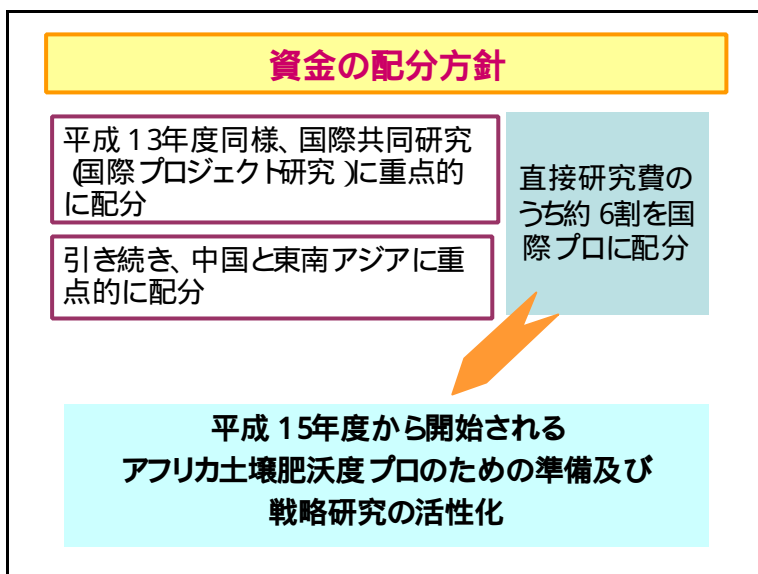 資金の配分方針
平成13年度同様、国際共同研究
(国際プロジェクト研究)に重点的
に配分
引き続き、中国と東南アジアに重
点的に配分
直接研究費の
うち約6割を国
際プロに配分
平成15年度から開始される
アフリカ土壌肥沃度プロのための準備及び
戦略研究の活性化